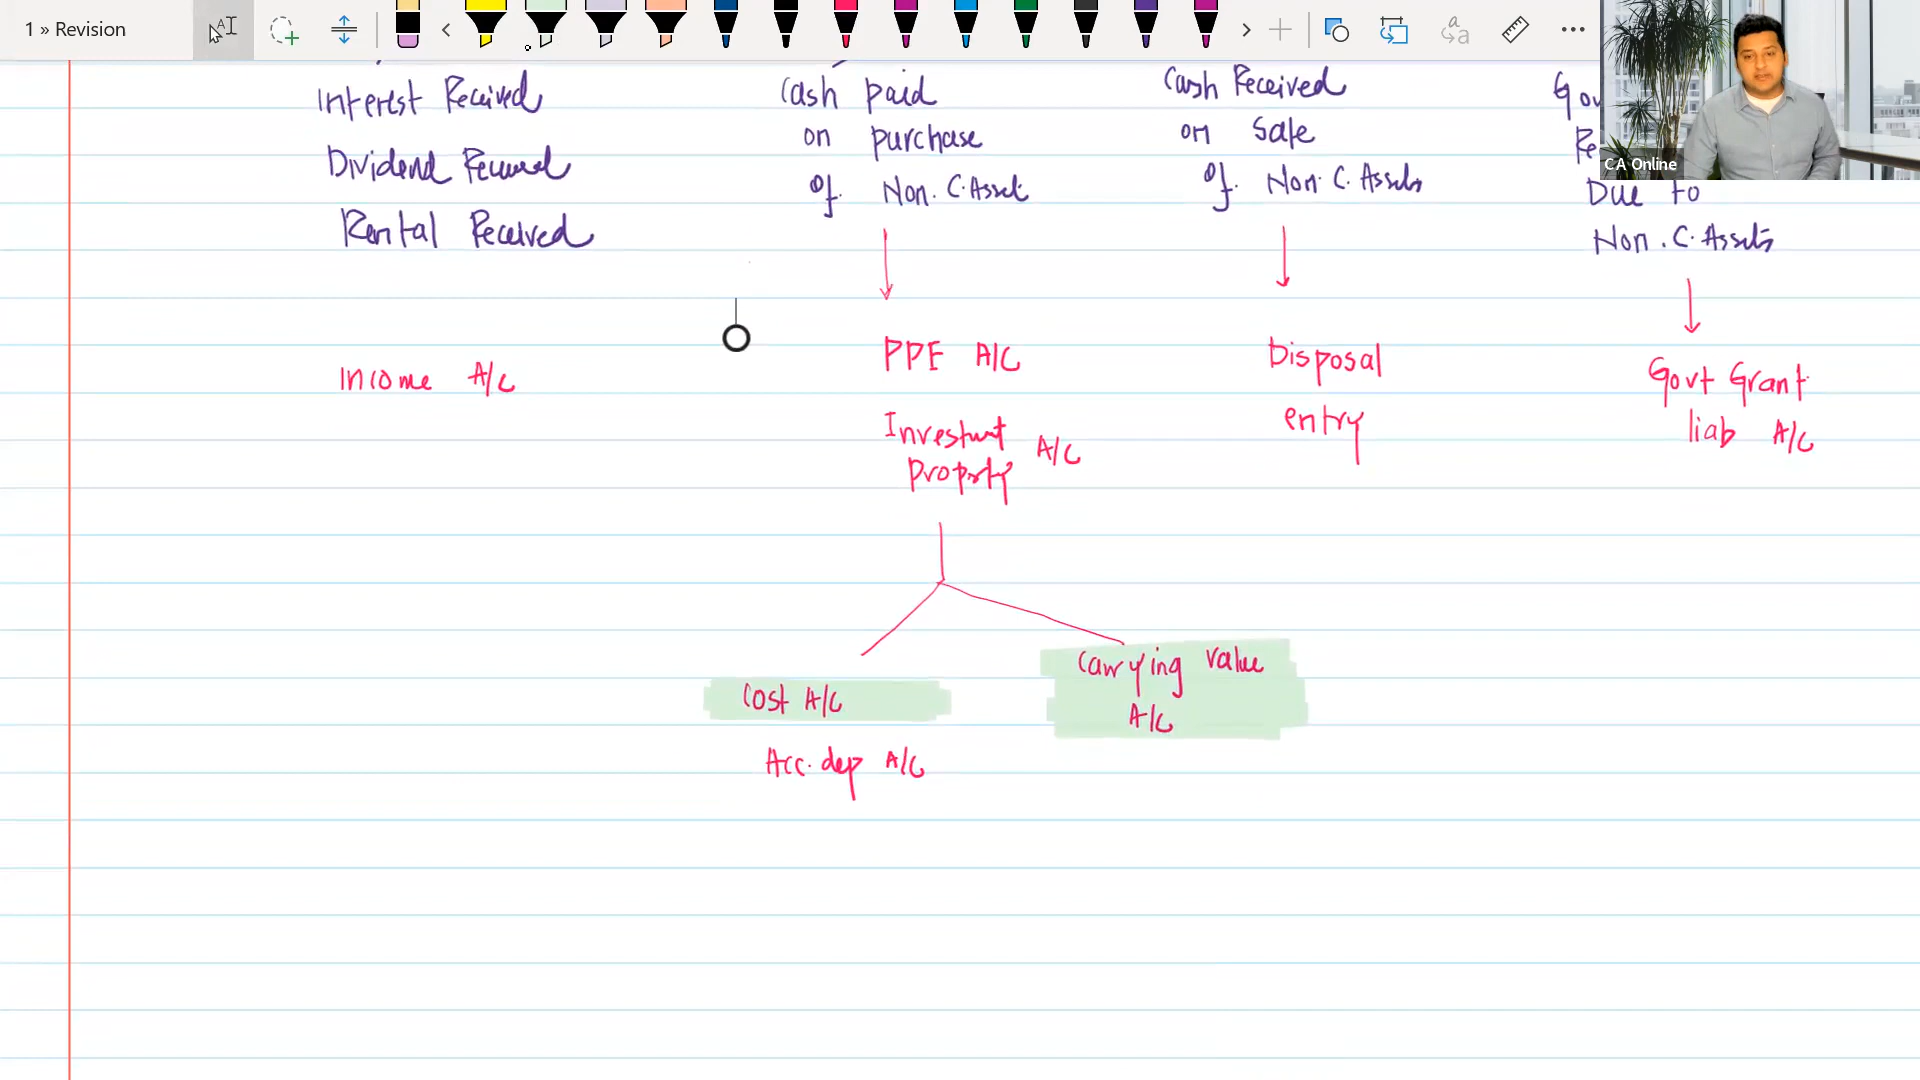 1 » Revision
Interest Received
Dividend Received
Rental Received
Income A/C
Cash paid
on purchase
Of. Non. C. Asset
PPE A/C
Investment
Property A/C
Cost A/C
Acc. dep A/C
Carrying value
A/C
Cash Received
on Sale
Of. Non. C. Assets
Disposal
entry
Gov
Re
Due to
Non. C. Assets
Govt Grant
liab A/C
CA Online